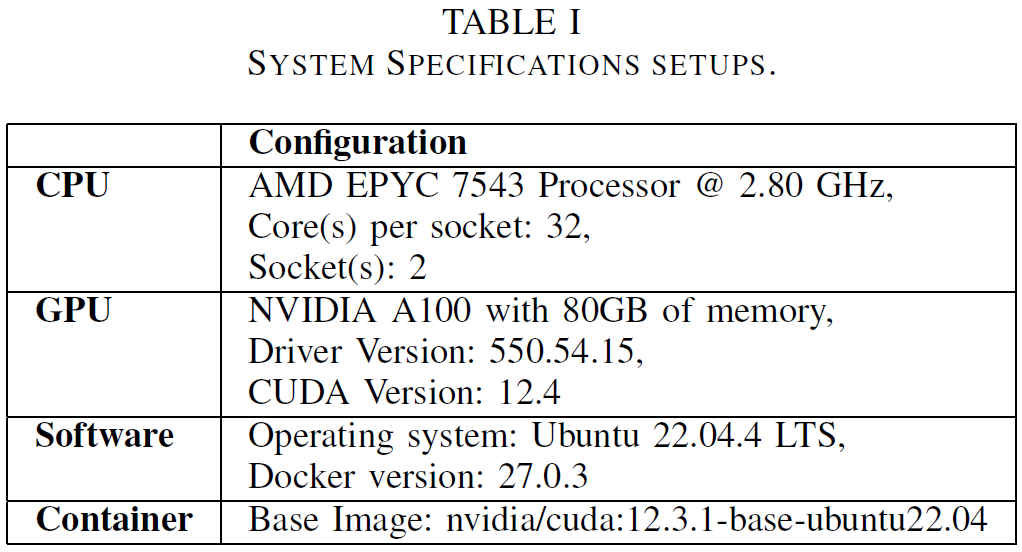 TABLE I
SYSTEM SPECIFICATIONS SETUPS.
Configuration
CPU AMD EPYC 7543 Processor @ 2.80 GHz,
Core(s) per socket: 32,
Socket(s): 2
GPU NVIDIA A100 with 80GB of memory,
Driver Version: 550.54.15,
CUDA Version: 12.4
Software Operating system: Ubuntu 22.04.4 LTS,
Docker version: 27.0.3
Container Base Image: nvidia/cuda:12.3.1-base-ubuntu22.04